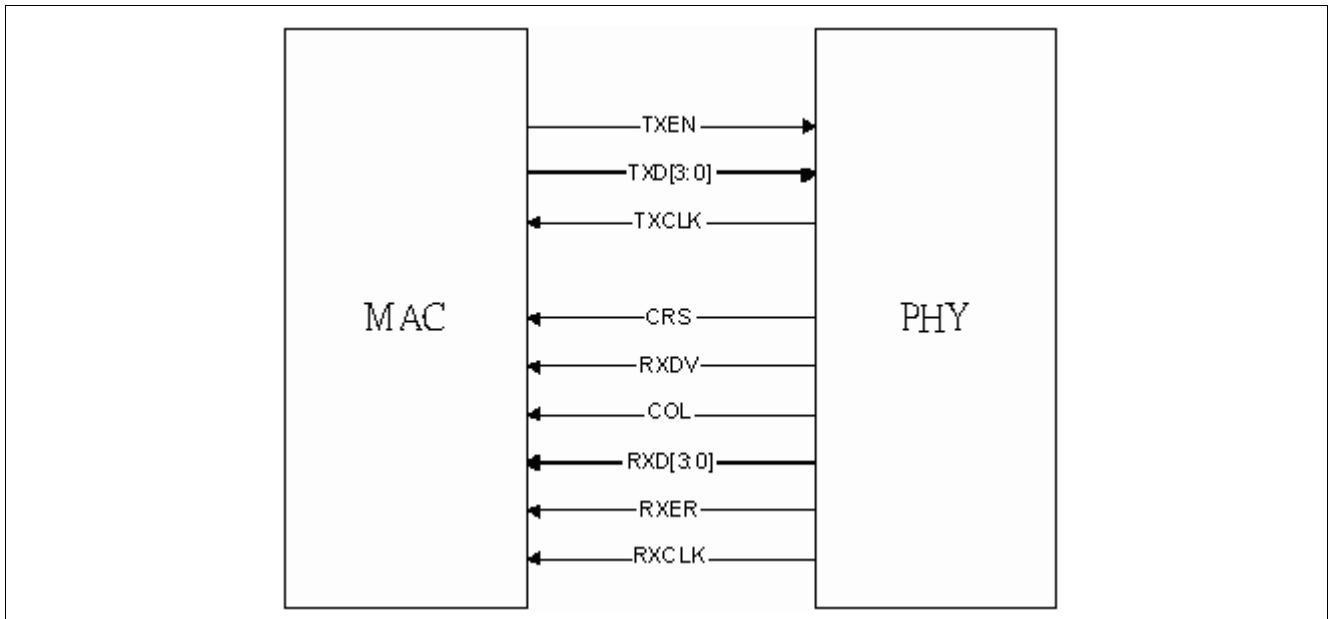 TXEN
TXD[3:0]
TXCLK
MAC
CRS
PHY
RXDV
COL
RXD[3:0]
RXER
RXCLK